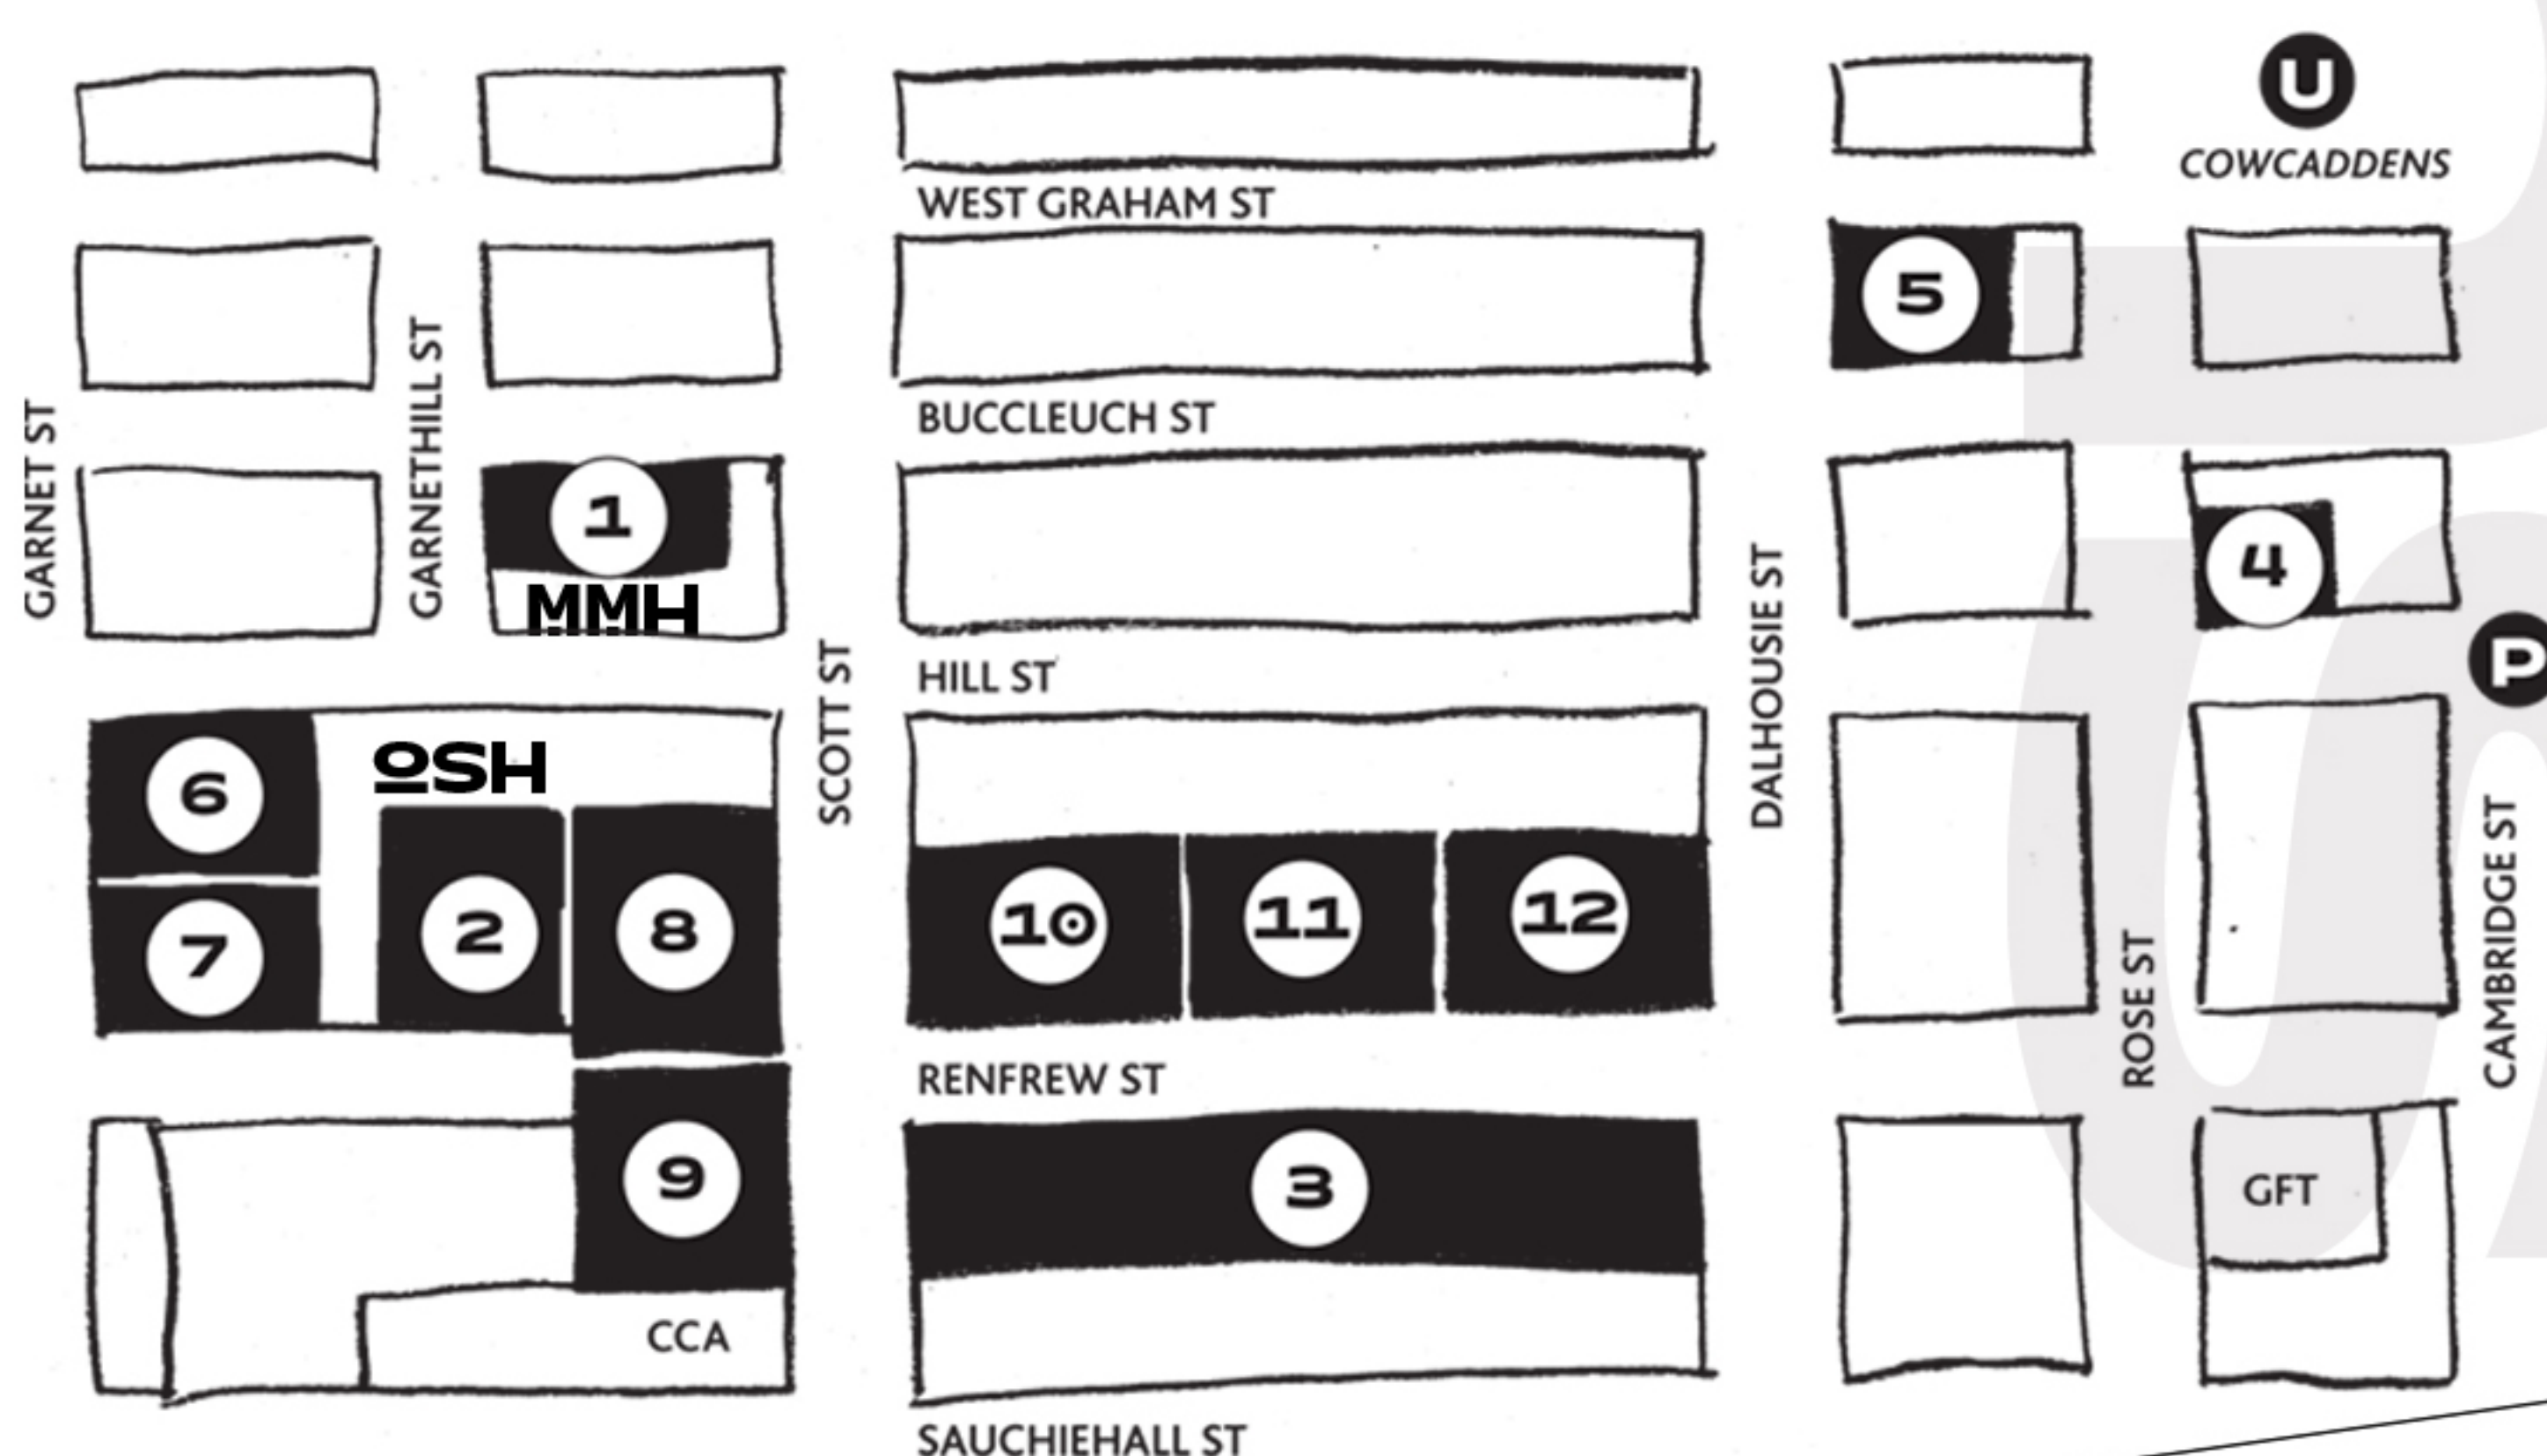 U
COWCADDENS
WEST GRAHAM ST
5
BUCCLEUCH ST
GARNET ST
GARNETHILL ST
1
MMH
4
P
SCOTT ST
HILL ST
DALHOUSIE ST
6
OSH
7
2
8
10
11
12
ROSE ST
CAMBRIDGE ST
RENFREW ST
9
3
GFT
CCA
SAUCHIEHALL ST